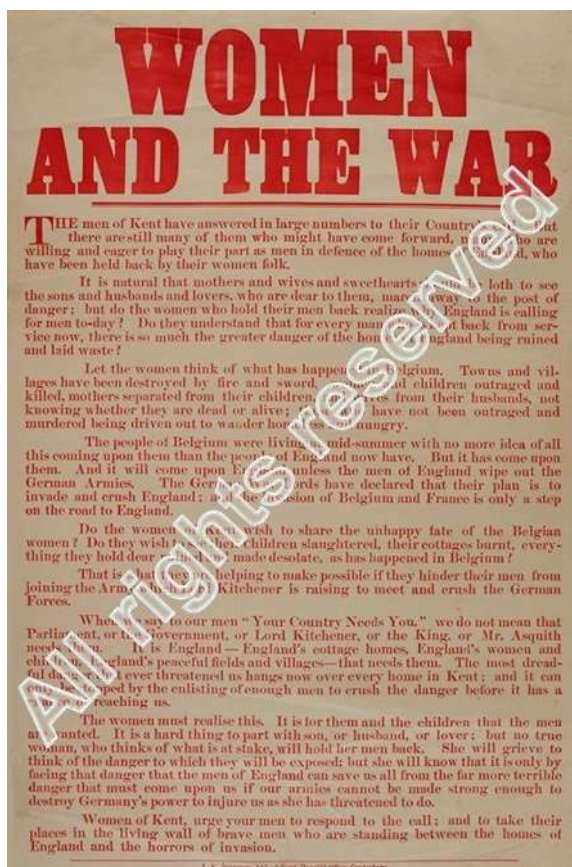 WOMEN
AND THE WAR
THE men of Kent have answered in large numbers to their Country's But
there are still many of them who might have come forward, who are
willing and eager to play their part as men in defence of the homes of who
have been held back by their women folk.
It is natural that mothers and wives and sweethearts should be loth to see
the sons and husbands and lovers, who are dear to them, march away to the post of
danger; but do the women who hold their men back realize why England is calling
for men to-day? Do they understand that for every man back from ser-
vice now, there is so much the greater danger of the homes of England being ruined
and laid waste?
Let the women think of what has happened in Belgium. Towns and vil-
lages have been destroyed by fire and sword, children outraged and
killed, mothers separated from their children, from their husbands, not
knowing whether they are dead or alive; have not been outraged and
murdered being driven out to wander homeless and hungry.
The people of Belgium were living in mid-summer with no more idea of all
this coming upon them than the people of England now have. But it has come upon
them. And it will come upon unless the men of England wipe out the
German Armies. The have declared that their plan is to
invade and crush England; and the invasion of Belgium and France is only a step
on the road to England.
Do the women of Kent wish to share the unhappy fate of the Belgian
women? Do they wish to children slaughtered, their cottages burnt, every-
thing they hold dear made desolate, as has happened in Belgium?
That is what they are helping to make possible if they hinder their men from
joining the Army which Lord Kitchener is raising to meet and crush the German
Forces.
When we say to our men "Your Country Needs You," we do not mean that
Parliament, or the Government, or Lord Kitchener, or the King, or Mr. Asquith
needs them. It is England—England's cottage homes, England's women and
children, England's peaceful fields and villages—that needs them. The most dread-
ful danger that ever threatened us hangs now over every home in Kent; and it can
only be stopped by the enlisting of enough men to crush the danger before it has a
chance of reaching us.
The women must realise this. It is for them and the children that the men
are wanted. It is a hard thing to part with son, or husband, or lover; but no true
woman, who thinks of what is at stake, will hold her men back. She will grieve to
think of the danger to which they will be exposed; but she will know that it is only by
facing that danger that the men of England can save us all from the far more terrible
danger that must come upon us if our armies cannot be made strong enough to
destroy Germany's power to injure us as she has threatened to do.
Women of Kent, urge your men to respond to the call; and to take their
places in the living wall of brave men who are standing between the homes of
England and the horrors of invasion.
All rights reserved